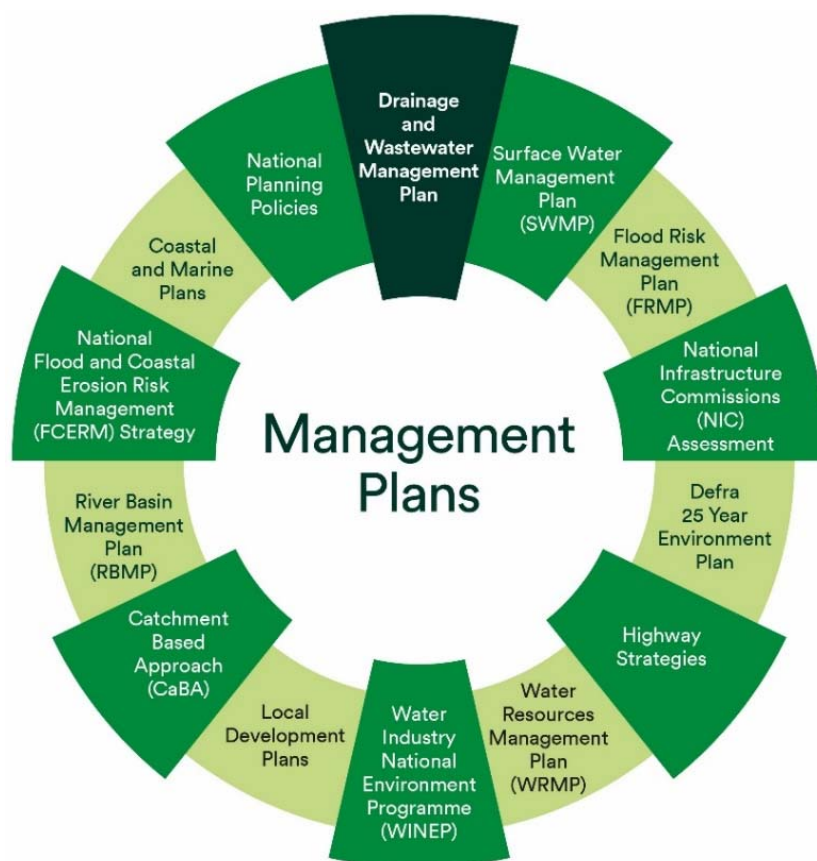 Drainage
and
Wastewater
Management
Plan
Surface Water
Management
Plan
(SWMP)
Flood Risk
Management
Plan
(FRMP)
National
Infrastructure
Commissions
(NIC)
Assessment
Defra
25 Year
Environment
Plan
Highway
Strategies
Water
Resources
Management
Plan
(WRMP)
Water
Industry
National
Environment
Programme
(WINEP)
Local
Development
Plans
Catchment
Based
Approach
(CaBA)
River Basin
Management
Plan
(RBMP)
National
Flood and Coastal
Erosion Risk
Management
(FCERM) Strategy
Coastal
and Marine
Plans
National
Planning
Policies
Management
Plans